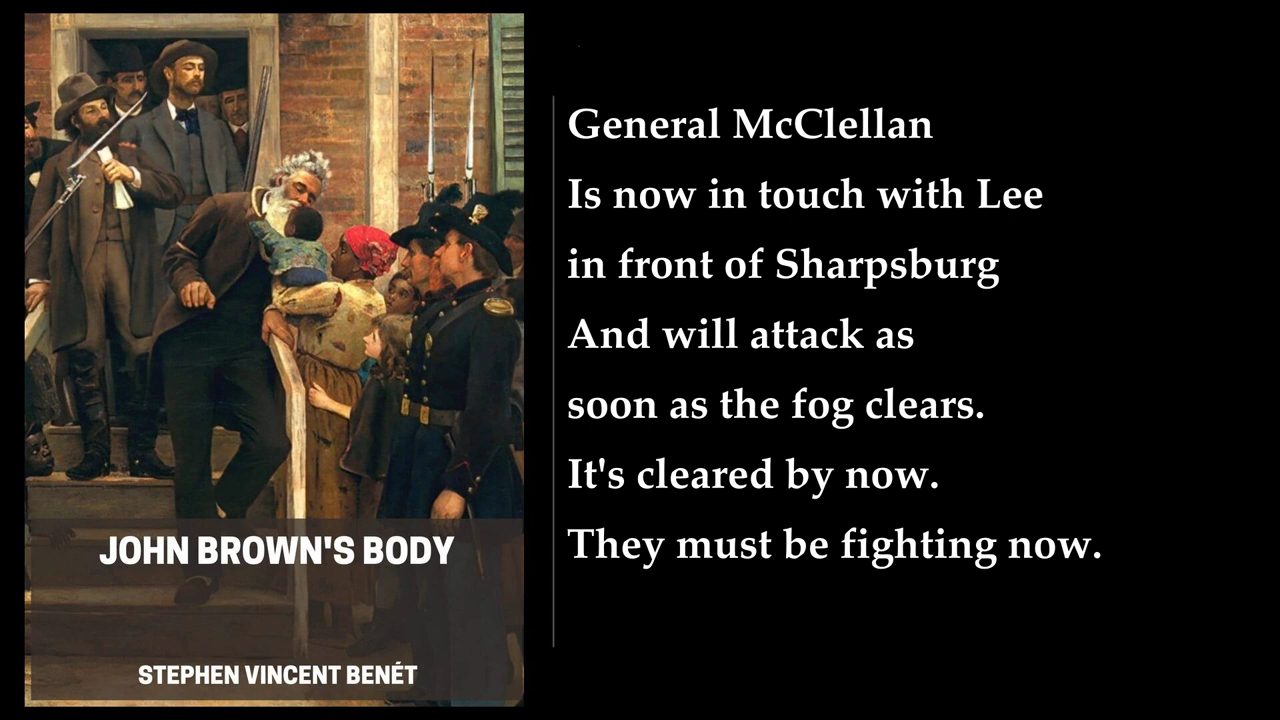 JOHN BROWN'S BODY
STEPHEN VINCENT BENÉT
General McClellan
Is now in touch with Lee
in front of Sharpsburg
And will attack as
soon as the fog clears.
It's cleared by now.
They must be fighting now.